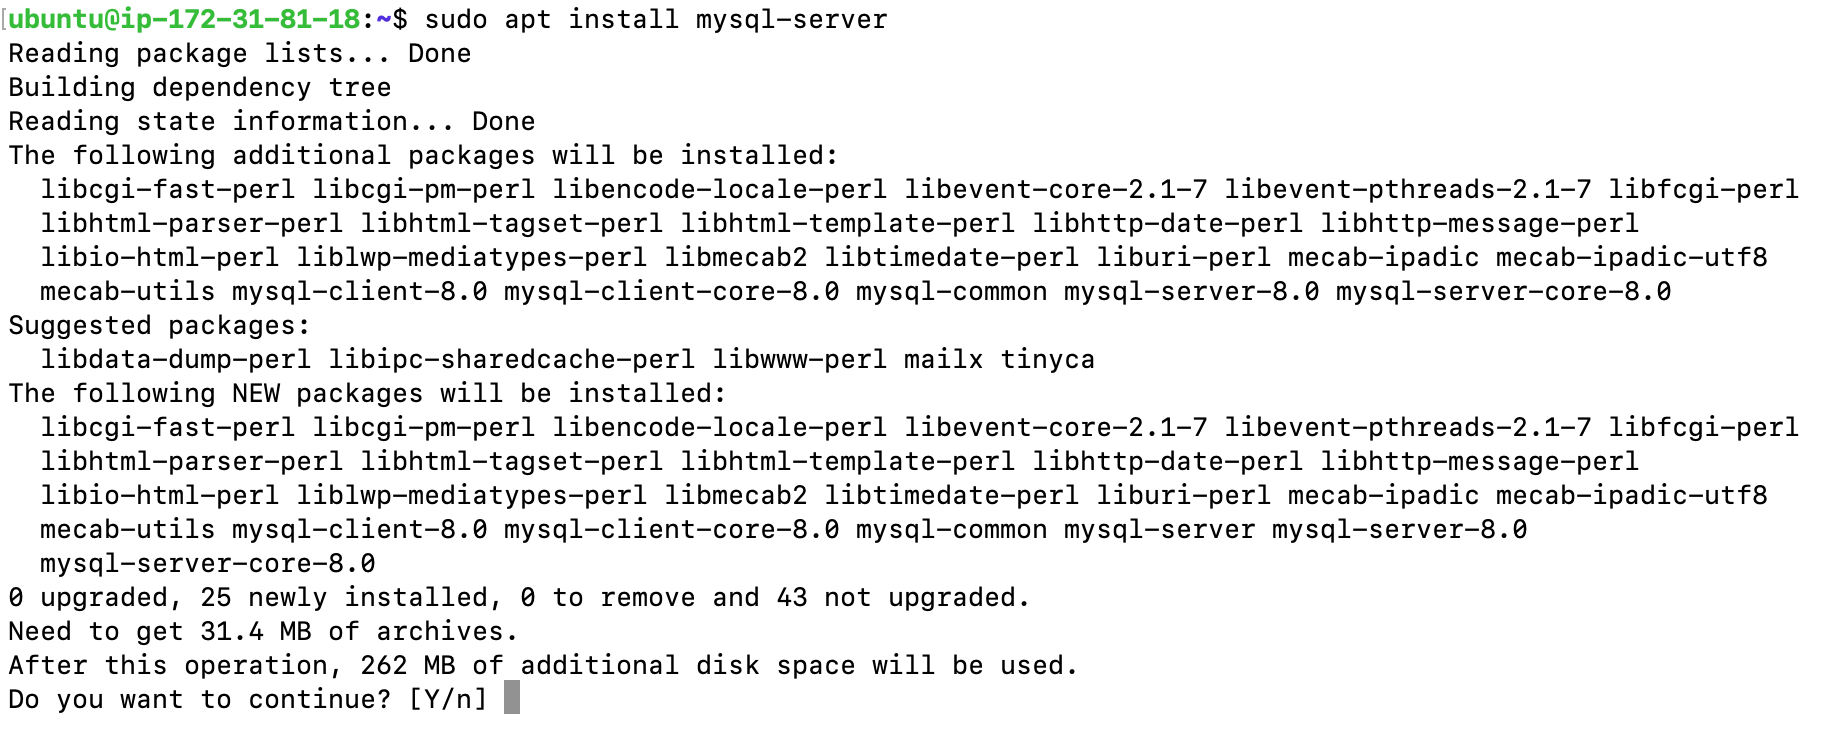 ubuntu@ip-172-31-81-18:~$ sudo apt install mysql-server
Reading package lists... Done
Building dependency tree
Reading state information... Done
The following additional packages will be installed:
  libcgi-fast-perl libcgi-pm-perl libencode-locale-perl libevent-core-2.1-7 libevent-pthreads-2.1-7 libfcgi-perl
  libhtml-parser-perl libhtml-tagset-perl libhtml-template-perl libhttp-date-perl libhttp-message-perl
  libio-html-perl liblwp-mediatypes-perl libmecab2 libtimedate-perl liburi-perl mecab-ipadic mecab-ipadic-utf8
  mecab-utils mysql-client-8.0 mysql-client-core-8.0 mysql-common mysql-server-8.0 mysql-server-core-8.0
Suggested packages:
  libdata-dump-perl libipc-sharedcache-perl libwww-perl mailx tinyca
The following NEW packages will be installed:
  libcgi-fast-perl libcgi-pm-perl libencode-locale-perl libevent-core-2.1-7 libevent-pthreads-2.1-7 libfcgi-perl
  libhtml-parser-perl libhtml-tagset-perl libhtml-template-perl libhttp-date-perl libhttp-message-perl
  libio-html-perl liblwp-mediatypes-perl libmecab2 libtimedate-perl liburi-perl mecab-ipadic mecab-ipadic-utf8
  mecab-utils mysql-client-8.0 mysql-client-core-8.0 mysql-common mysql-server mysql-server-8.0
  mysql-server-core-8.0
0 upgraded, 25 newly installed, 0 to remove and 43 not upgraded.
Need to get 31.4 MB of archives.
After this operation, 262 MB of additional disk space will be used.
Do you want to continue? [Y/n]